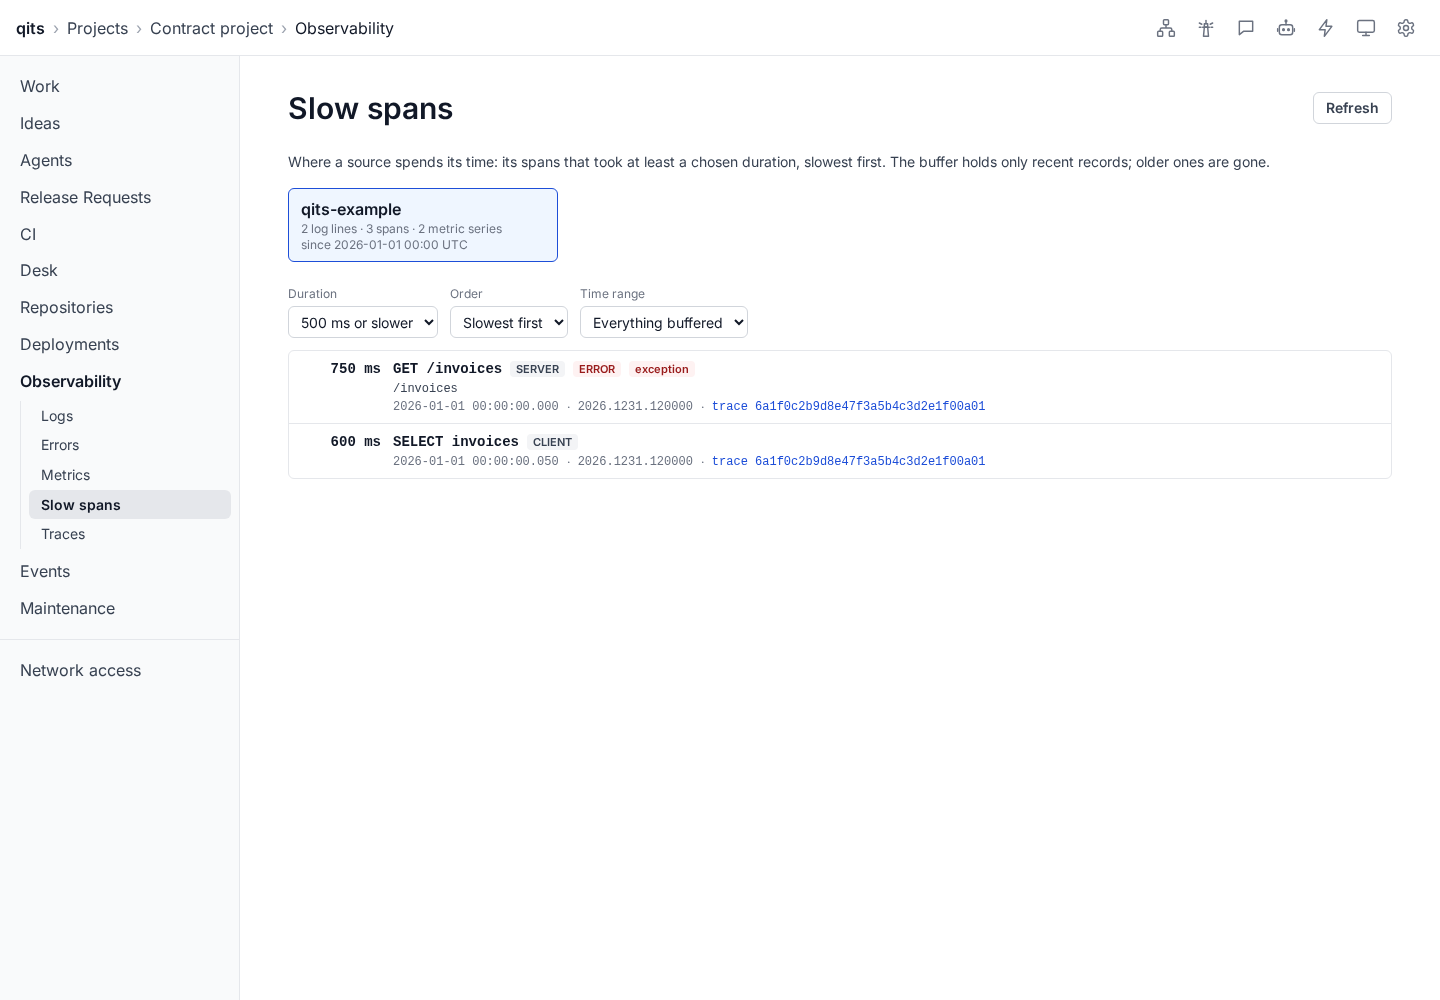 qits › Projects › Contract project › Observability
Work
Ideas
Agents
Release Requests
CI
Desk
Repositories
Deployments
Observability
Logs
Errors
Metrics
Slow spans
Traces
Events
Maintenance
Network access
Slow spans
Refresh
Where a source spends its time: its spans that took at least a chosen duration, slowest first. The buffer holds only recent records; older ones are gone.
qits-example
2 log lines · 3 spans · 2 metric series
since 2026-01-01 00:00 UTC
Duration Order Time range
500 ms or slower Slowest first Everything buffered
750 ms GET /invoices SERVER ERROR exception
/invoices
2026-01-01 00:00:00.000 · 2026.1231.120000 · trace 6a1f0c2b9d8e47f3a5b4c3d2e1f00a01
600 ms SELECT invoices CLIENT
2026-01-01 00:00:00.050 · 2026.1231.120000 · trace 6a1f0c2b9d8e47f3a5b4c3d2e1f00a01